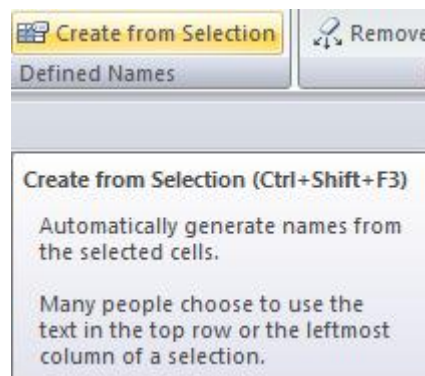 Create from Selection
Remove
Defined Names
Create from Selection (Ctrl+Shift+F3)
Automatically generate names from
the selected cells.
Many people choose to use the
text in the top row or the leftmost
column of a selection.